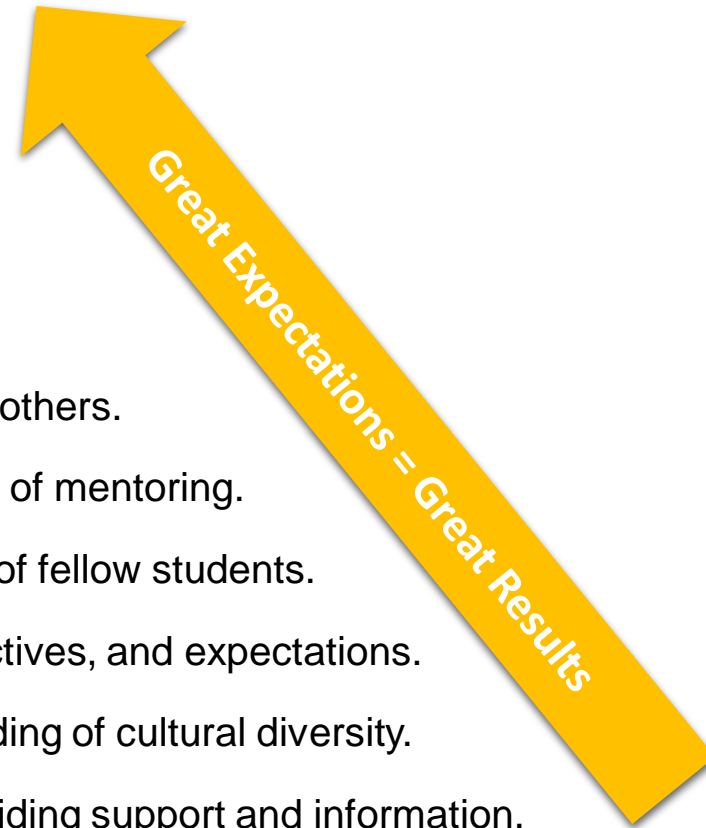 Great Expectations = Great Results
others.
of mentoring.
of fellow students.
ctives, and expectations.
ding of cultural diversity.
iding support and information.